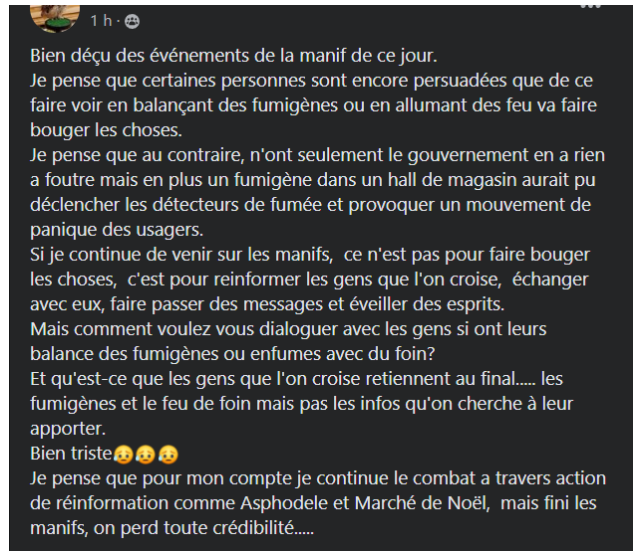 1 h ·
Bien déçu des événements de la manif de ce jour.
Je pense que certaines personnes sont encore persuadées que de ce
faire voir en balançant des fumigènes ou en allumant des feu va faire
bouger les choses.
Je pense que au contraire, n'ont seulement le gouvernement en a rien
a foutre mais en plus un fumigène dans un hall de magasin aurait pu
déclencher les détecteurs de fumée et provoquer un mouvement de
panique des usagers.
Si je continue de venir sur les manifs, ce n'est pas pour faire bouger
les choses, c'est pour reinformer les gens que l'on croise, échanger
avec eux, faire passer des messages et éveiller des esprits.
Mais comment voulez vous dialoguer avec les gens si ont leurs
balance des fumigènes ou enfumes avec du foin?
Et qu'est-ce que les gens que l'on croise retiennent au final..... les
fumigènes et le feu de foin mais pas les infos qu'on cherche à leur
apporter.
Bien triste😥😥😥
Je pense que pour mon compte je continue le combat a travers action
de réinformation comme Asphodele et Marché de Noël, mais fini les
manifs, on perd toute crédibilité.....